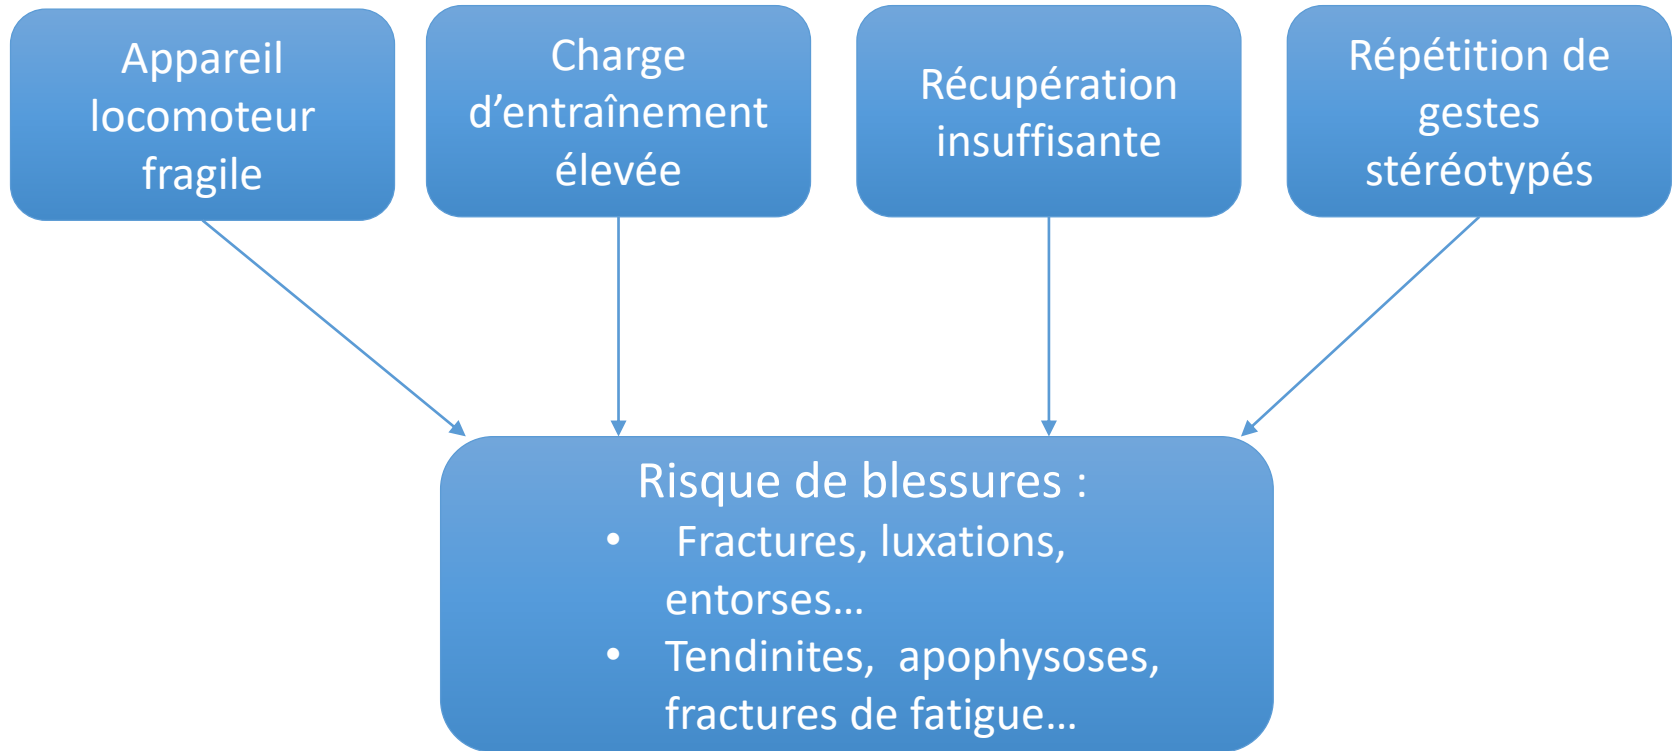 Appareil
locomoteur
fragile
Charge
d’entraînement
élevée
Récupération
insuffisante
Répétition de
gestes
stéréotypés
Risque de blessures :
• Fractures, luxations,
entorses…
• Tendinites, apophysoses,
fractures de fatigue…